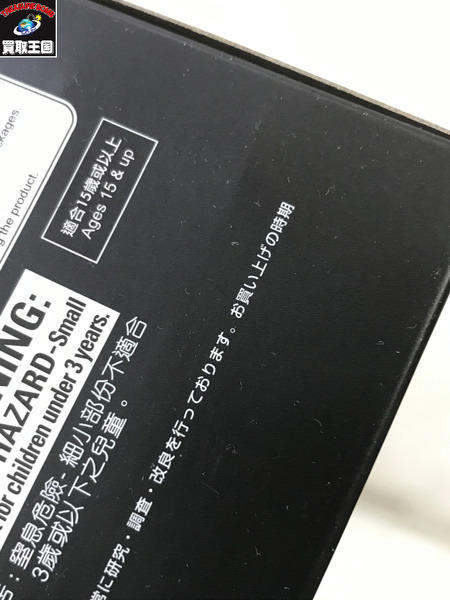 買取王国
ckages.
g the product.
適合15歲或以上
Ages 15 & up
NING:
HAZARD-Small
for children under 3 years.
：窒息危險-細小部份不適合
3歲或以下之兒童。
常に研究・調査・改良を行っております。お買い上げの時期